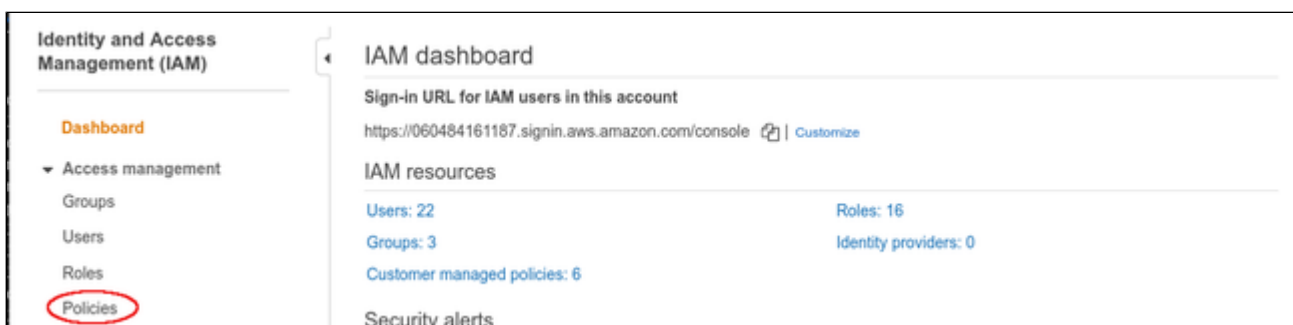 Identity and Access
Management (IAM)
Dashboard
Access management
Groups
Users
Roles
Policies
IAM dashboard
Sign-in URL for IAM users in this account
https://060484161187.signin.aws.amazon.com/console | Customize
IAM resources
Users: 22
Roles: 16
Groups: 3
Identity providers: 0
Customer managed policies: 6
Security alerts